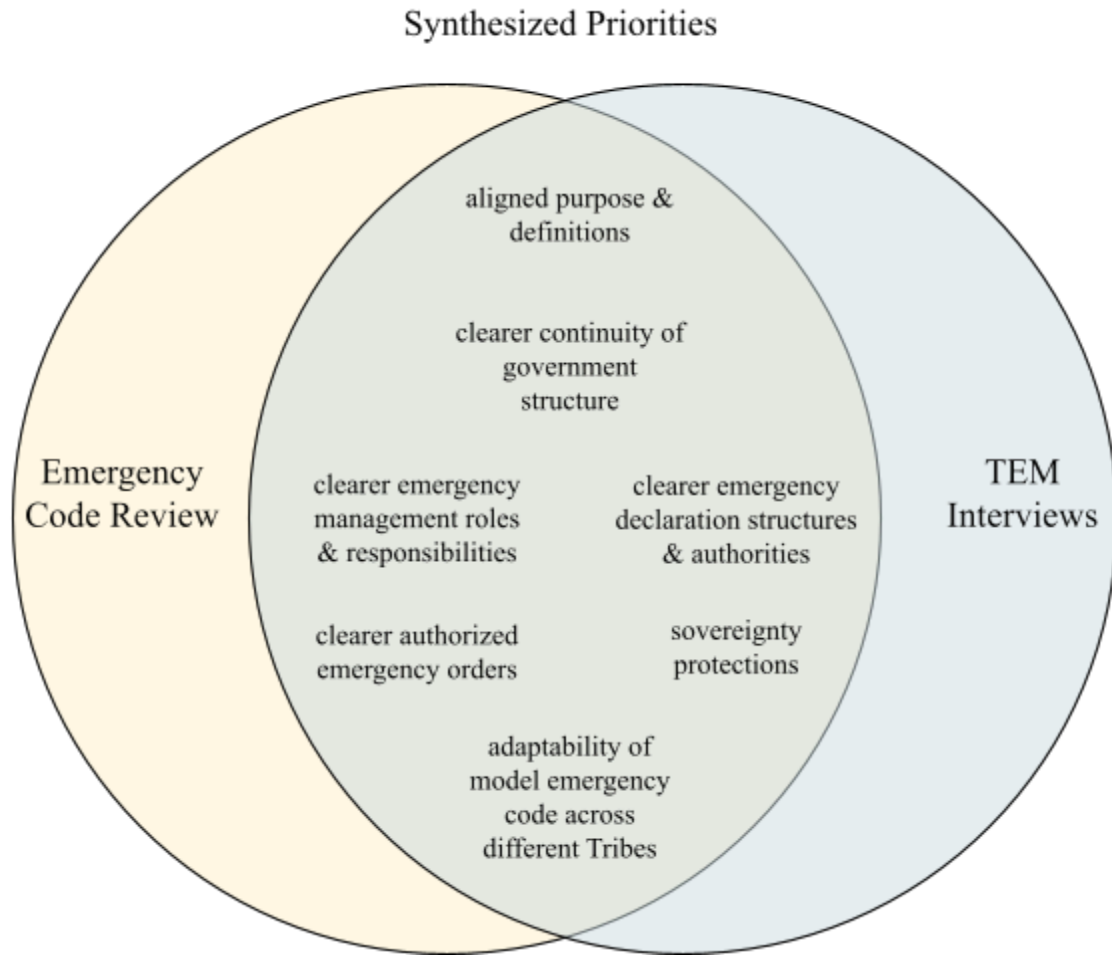 Synthesized Priorities
aligned purpose &
definitions
clearer continuity of
government
structure
Emergency
Code Review
clearer emergency
management roles
& responsibilities
clearer emergency
declaration structures
& authorities
TEM
Interviews
clearer authorized
emergency orders
sovereignty
protections
adaptability of
model emergency
code across
different Tribes